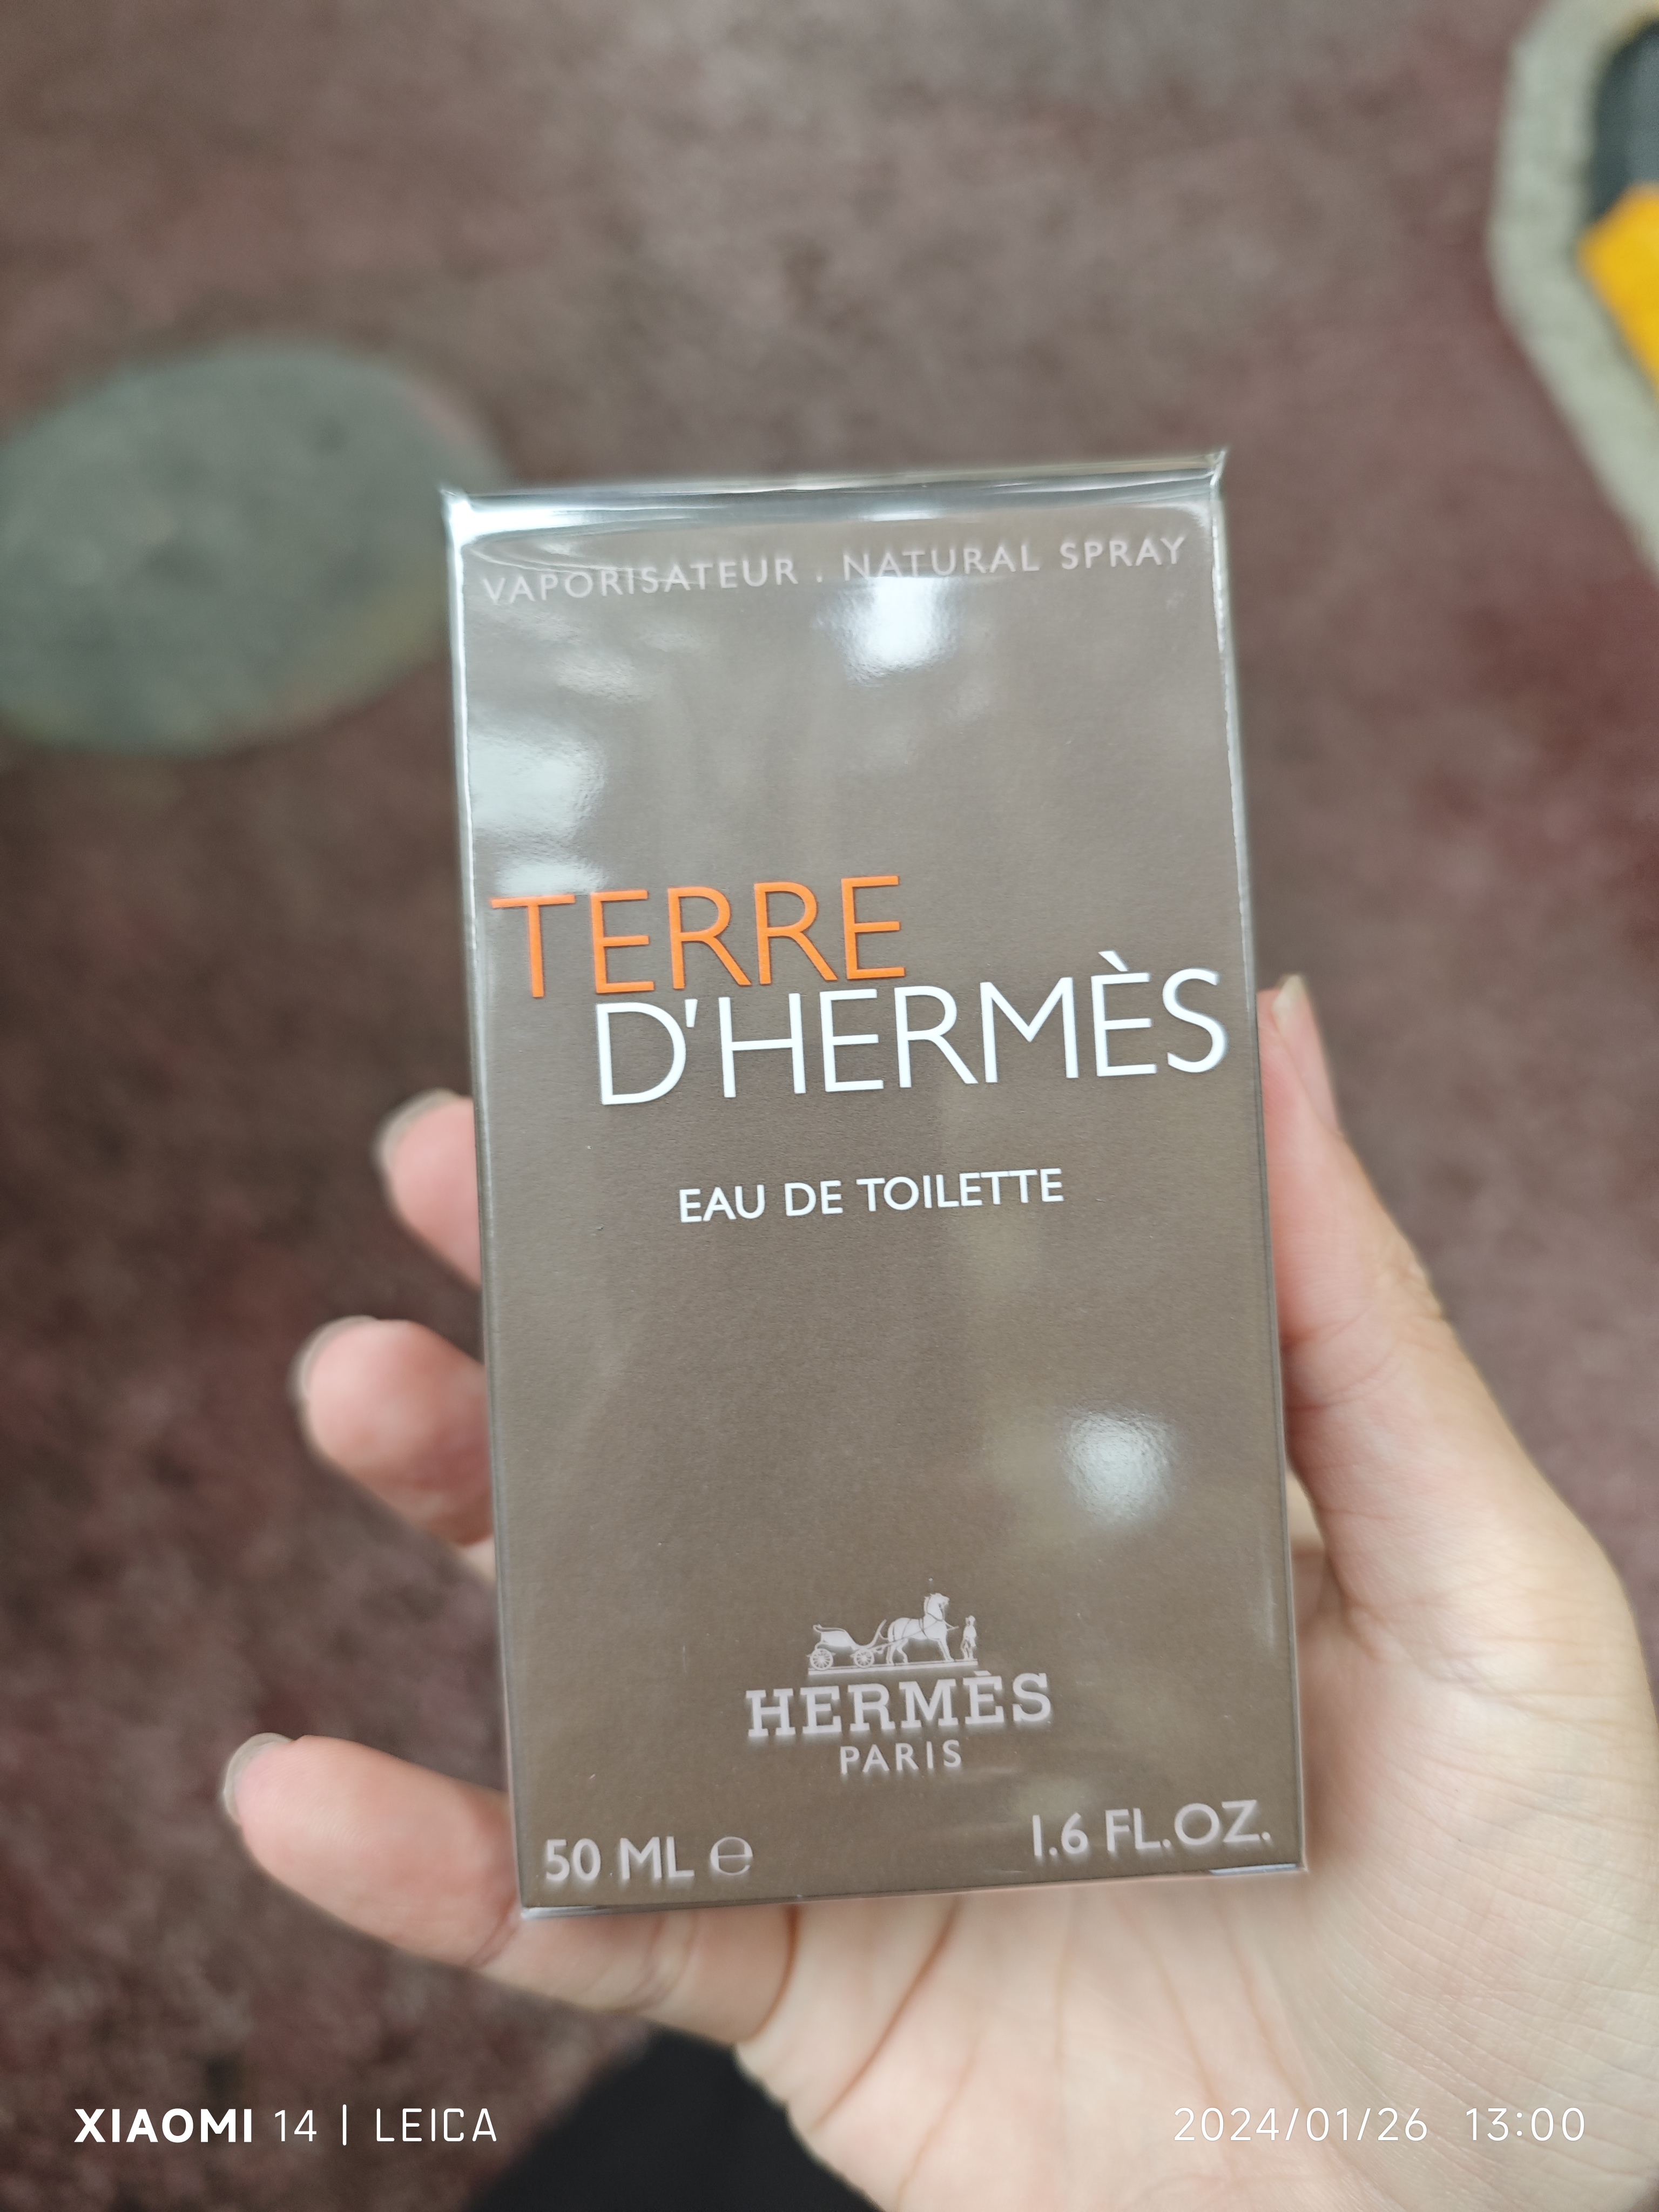 VAPORISATEUR . NATURAL SPRAY
TERRE
D'HERMÈS
EAU DE TOILETTE
HERMÈS
PARIS
50 ML ℮
1.6 FL.OZ.
XIAOMI 14 | LEICA
2024/01/26 13:00